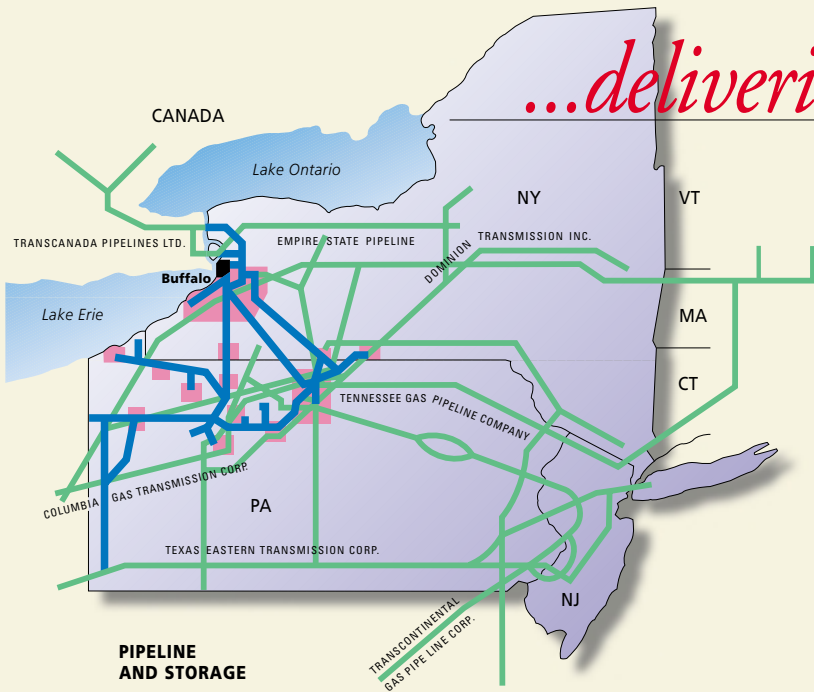 ...deliveri
CANADA
Lake Ontario
NY
VT
TRANSCANADA PIPELINES LTD.
EMPIRE STATE PIPELINE
DOMINION TRANSMISSION INC.
Buffalo
Lake Erie
MA
CT
TENNESSEE GAS PIPELINE COMPANY
COLUMBIA GAS TRANSMISSION CORP.
PA
TEXAS EASTERN TRANSMISSION CORP.
NJ
TRANSCONTINENTAL
GAS PIPE LINE CORP.
PIPELINE
AND STORAGE